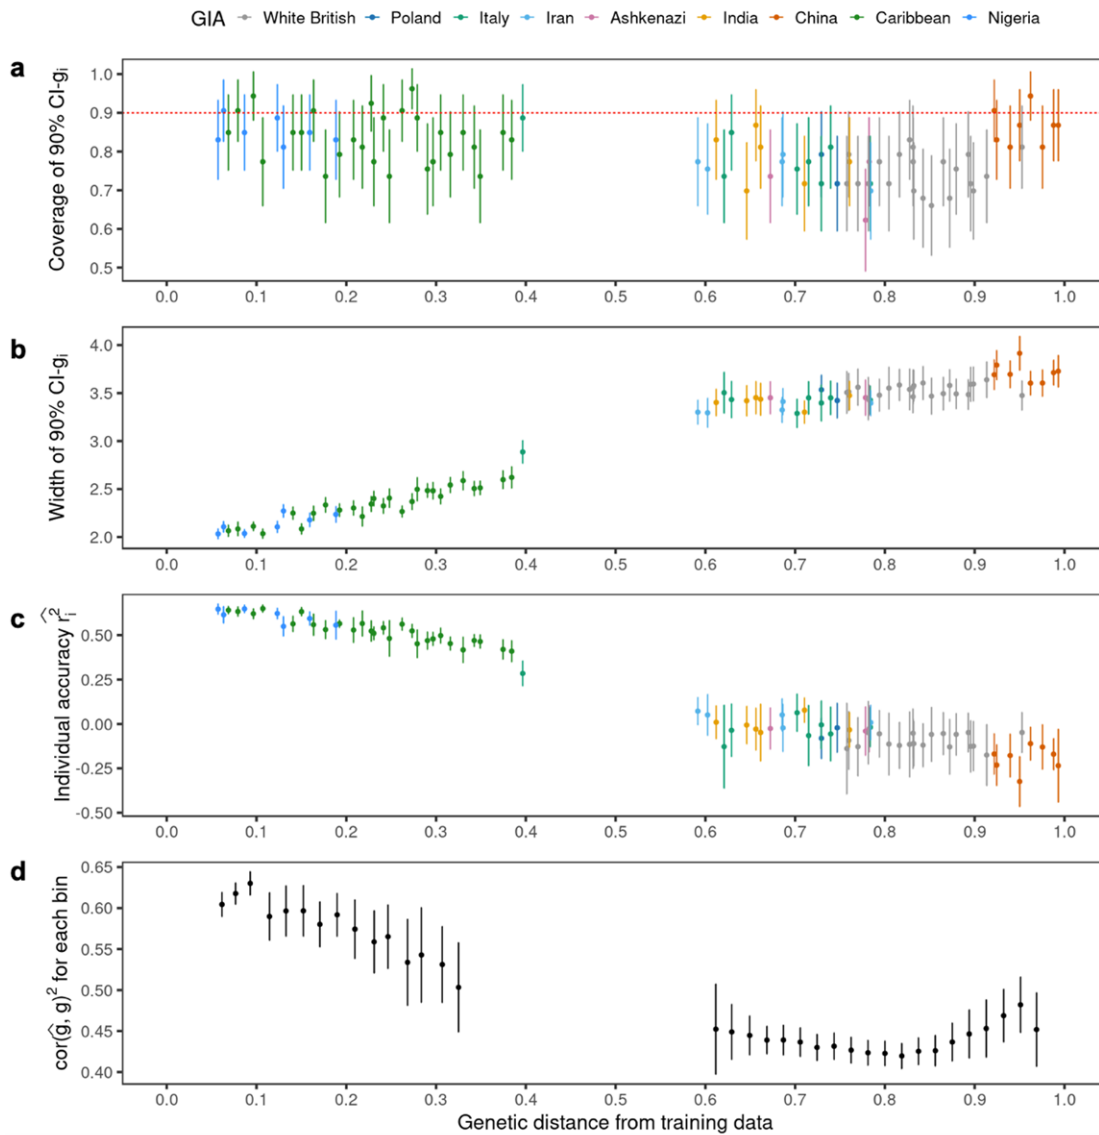 GIA White British Poland Italy Iran Ashkenazi India China Caribbean Nigeria
a
Coverage of 90% CI-gᵢ
1.0
0.9
0.8
0.7
0.6
0.5
0.0 0.1 0.2 0.3 0.4 0.5 0.6 0.7 0.8 0.9 1.0
b
Width of 90% CI-gᵢ
4.0
3.5
3.0
2.5
2.0
0.0 0.1 0.2 0.3 0.4 0.5 0.6 0.7 0.8 0.9 1.0
c
Individual accuracy r̂ᵢ²
0.50
0.25
0.00
-0.25
-0.50
0.0 0.1 0.2 0.3 0.4 0.5 0.6 0.7 0.8 0.9 1.0
d
cor(ĝ, g)² for each bin
0.65
0.60
0.55
0.50
0.45
0.40
0.0 0.1 0.2 0.3 0.4 0.5 0.6 0.7 0.8 0.9 1.0
Genetic distance from training data